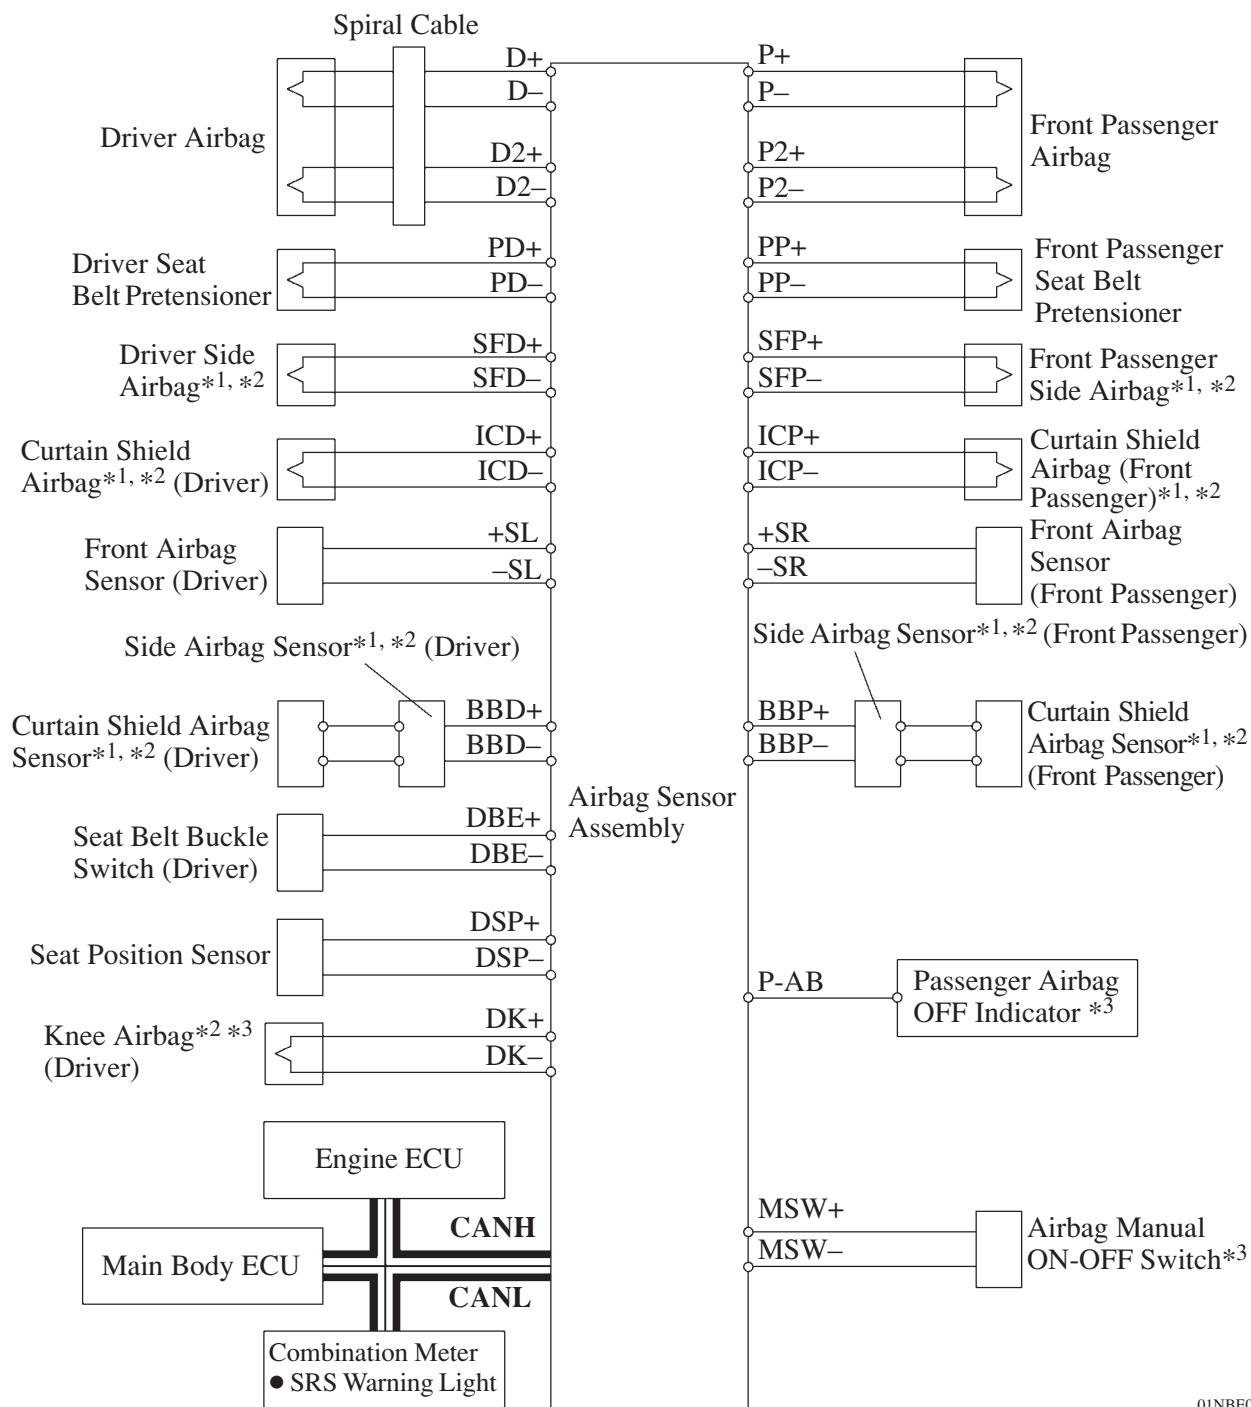 Spiral Cable
D+
D–
Driver Airbag
D2+
D2–
PD+
Driver Seat
Belt Pretensioner
PD–
SFD+
Driver Side
Airbag*1, *2
SFD–
ICD+
Curtain Shield
Airbag*1, *2 (Driver)
ICD–
+SL
Front Airbag
Sensor (Driver)
–SL
Side Airbag Sensor*1, *2 (Driver)
BBD+
Curtain Shield Airbag
Sensor*1, *2 (Driver)
BBD–
DBE+
Seat Belt Buckle
Switch (Driver)
DBE–
DSP+
Seat Position Sensor
DSP–
DK+
Knee Airbag*2 *3
(Driver)
DK–
Engine ECU
CANH
Main Body ECU
CANL
Combination Meter
● SRS Warning Light
Airbag Sensor
Assembly
P+
P–
Front Passenger
Airbag
P2+
P2–
PP+
PP–
Front Passenger
Seat Belt
Pretensioner
SFP+
SFP–
Front Passenger
Side Airbag*1, *2
ICP+
ICP–
Curtain Shield
Airbag (Front
Passenger)*1, *2
+SR
–SR
Front Airbag
Sensor
(Front Passenger)
Side Airbag Sensor*1, *2 (Front Passenger)
BBP+
BBP–
Curtain Shield
Airbag Sensor*1, *2
(Front Passenger)
P-AB
Passenger Airbag
OFF Indicator *3
MSW+
MSW–
Airbag Manual
ON-OFF Switch*3